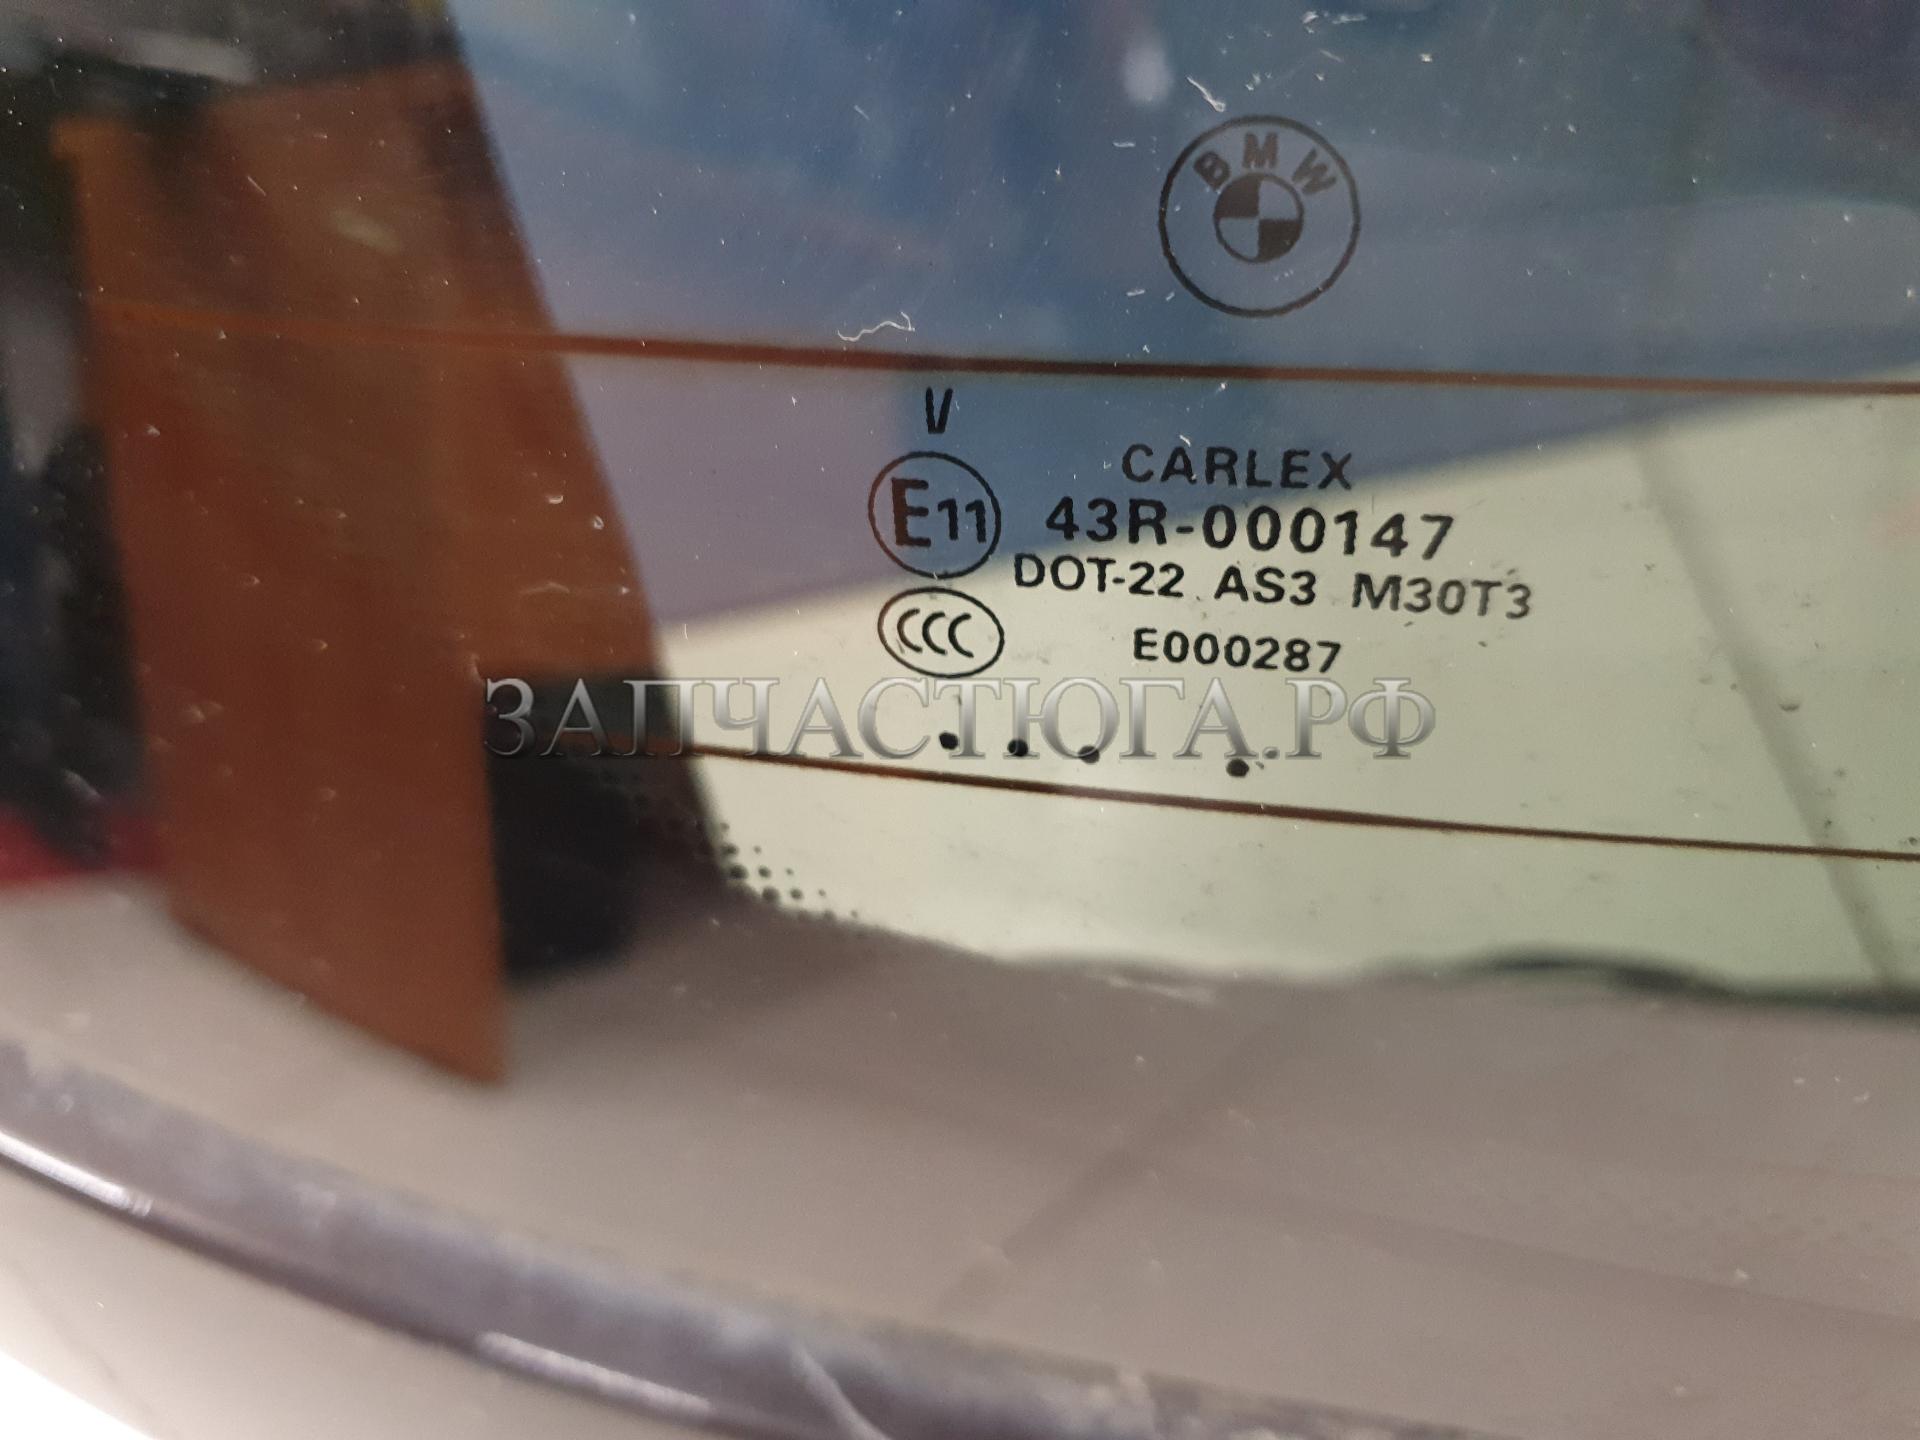 BMW
V
CARLEX
E11 43R-000147
DOT-22 AS3 M30T3
CCC E000287
ЗАПЧАСТЮГА.РФ